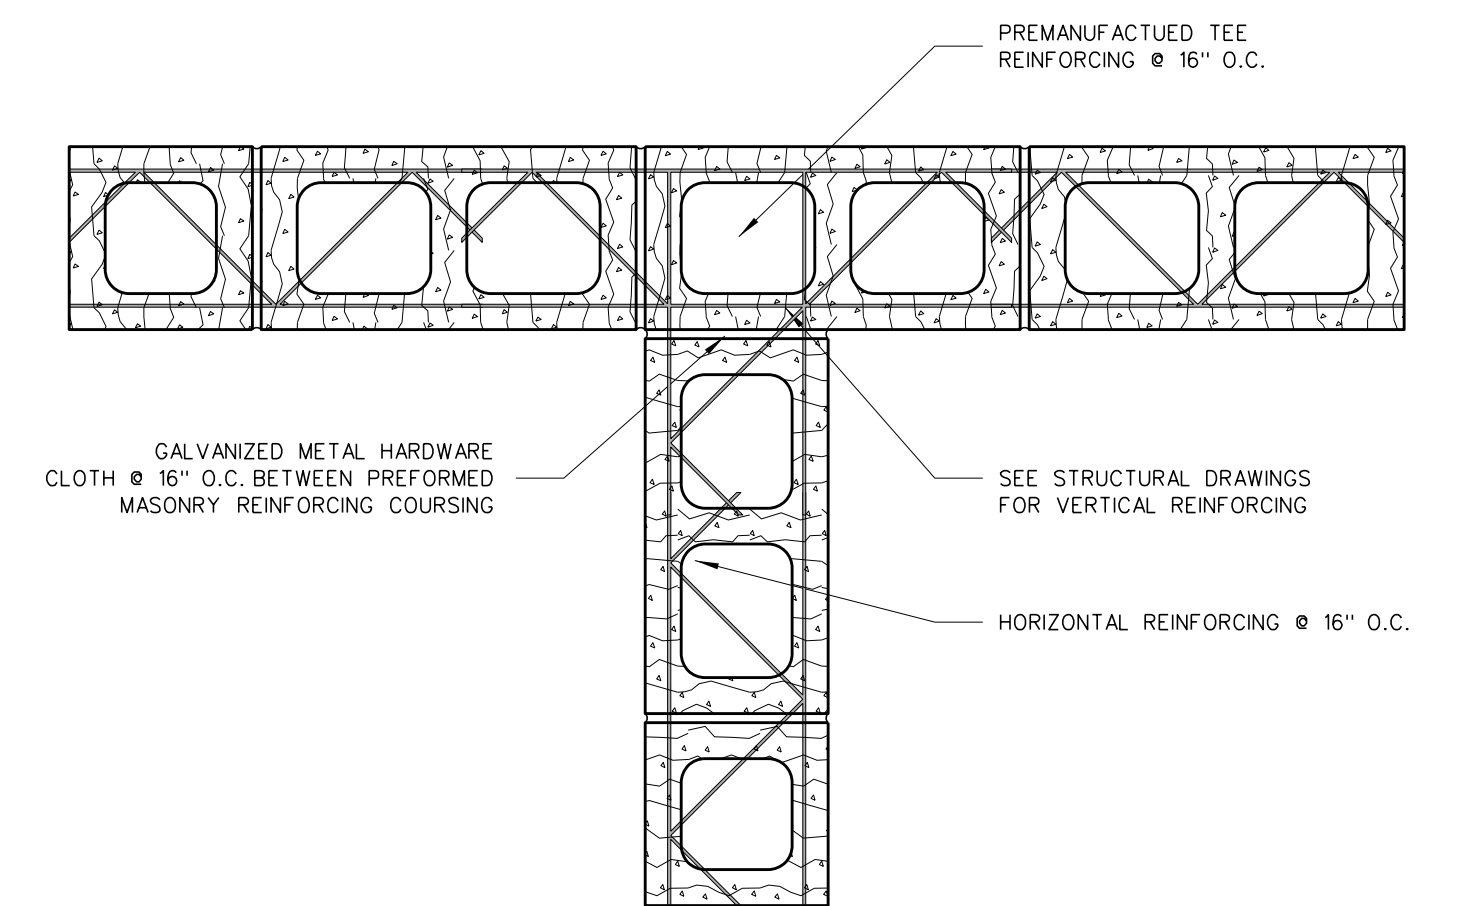 PREMANUFACTUED TEE
REINFORCING @ 16" O.C.
GALVANIZED METAL HARDWARE
CLOTH @ 16" O.C. BETWEEN PREFORMED
MASONRY REINFORCING COURSING
SEE STRUCTURAL DRAWINGS
FOR VERTICAL REINFORCING
HORIZONTAL REINFORCING @ 16" O.C.